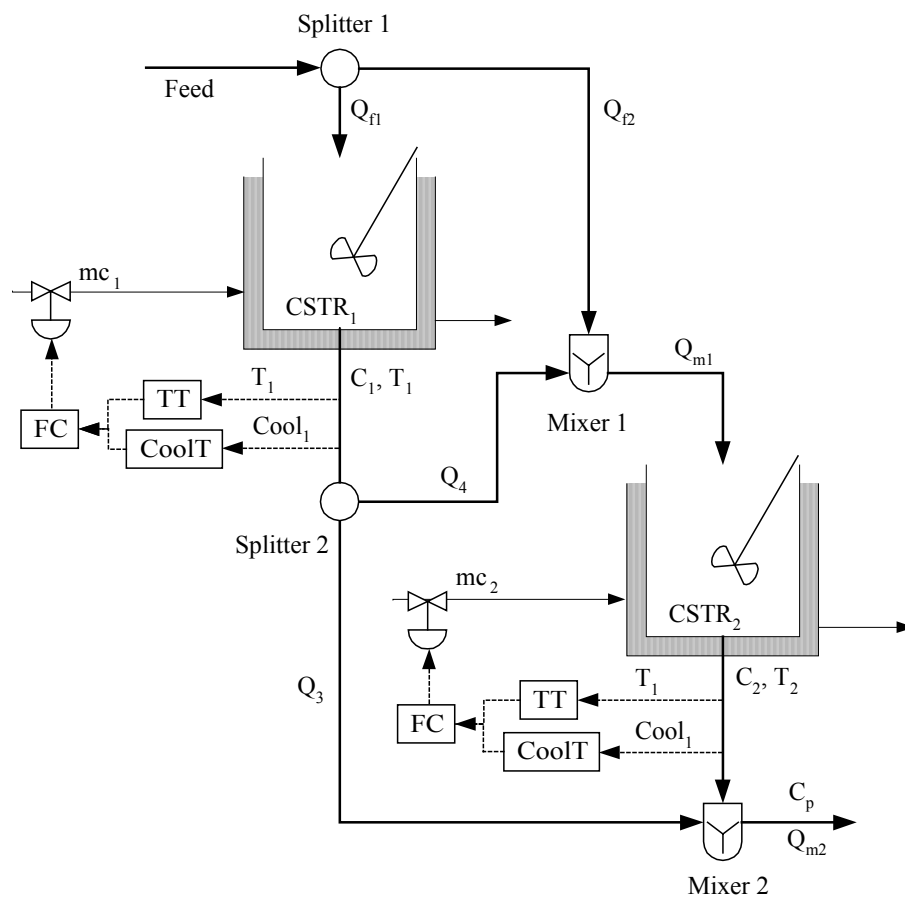 Splitter 1
Feed
Q_f1
Q_f2
mc_1
CSTR_1
T_1
C_1, T_1
Q_m1
TT
Mixer 1
FC
Cool_1
CoolT
Q_4
Splitter 2
mc_2
CSTR_2
Q_3
T_1
C_2, T_2
TT
FC
Cool_1
CoolT
C_p
Q_m2
Mixer 2